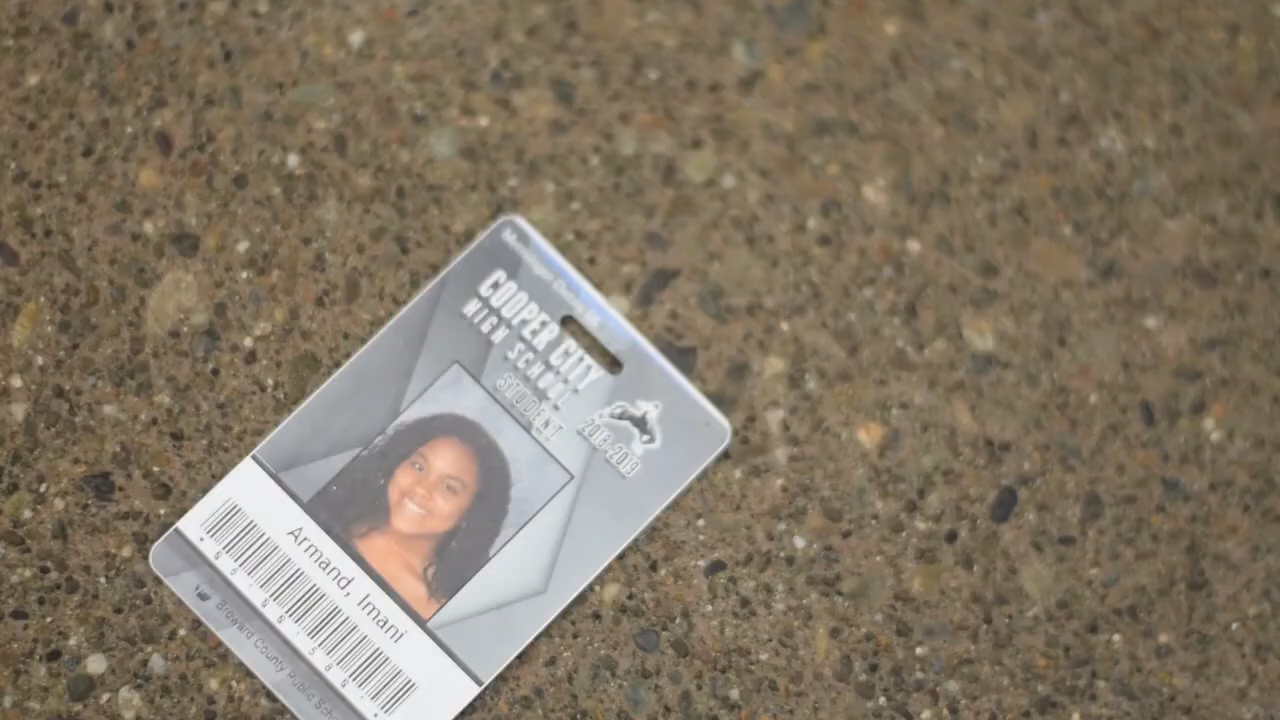 COOPER CITY
HIGH SCHOOL
STUDENT
2018-2019
Armand, Imani
Broward County Public